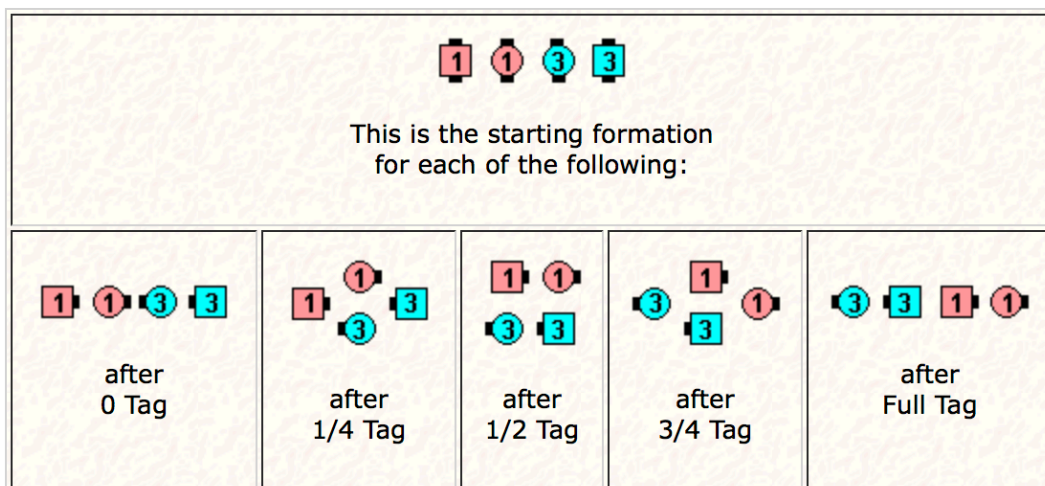 1 1 3 3
This is the starting formation
for each of the following:
1 1 3 3
after
0 Tag
1
1 3
3
after
1/4 Tag
1 1
3 3
after
1/2 Tag
1
3 1
3
after
3/4 Tag
3 3 1 1
after
Full Tag